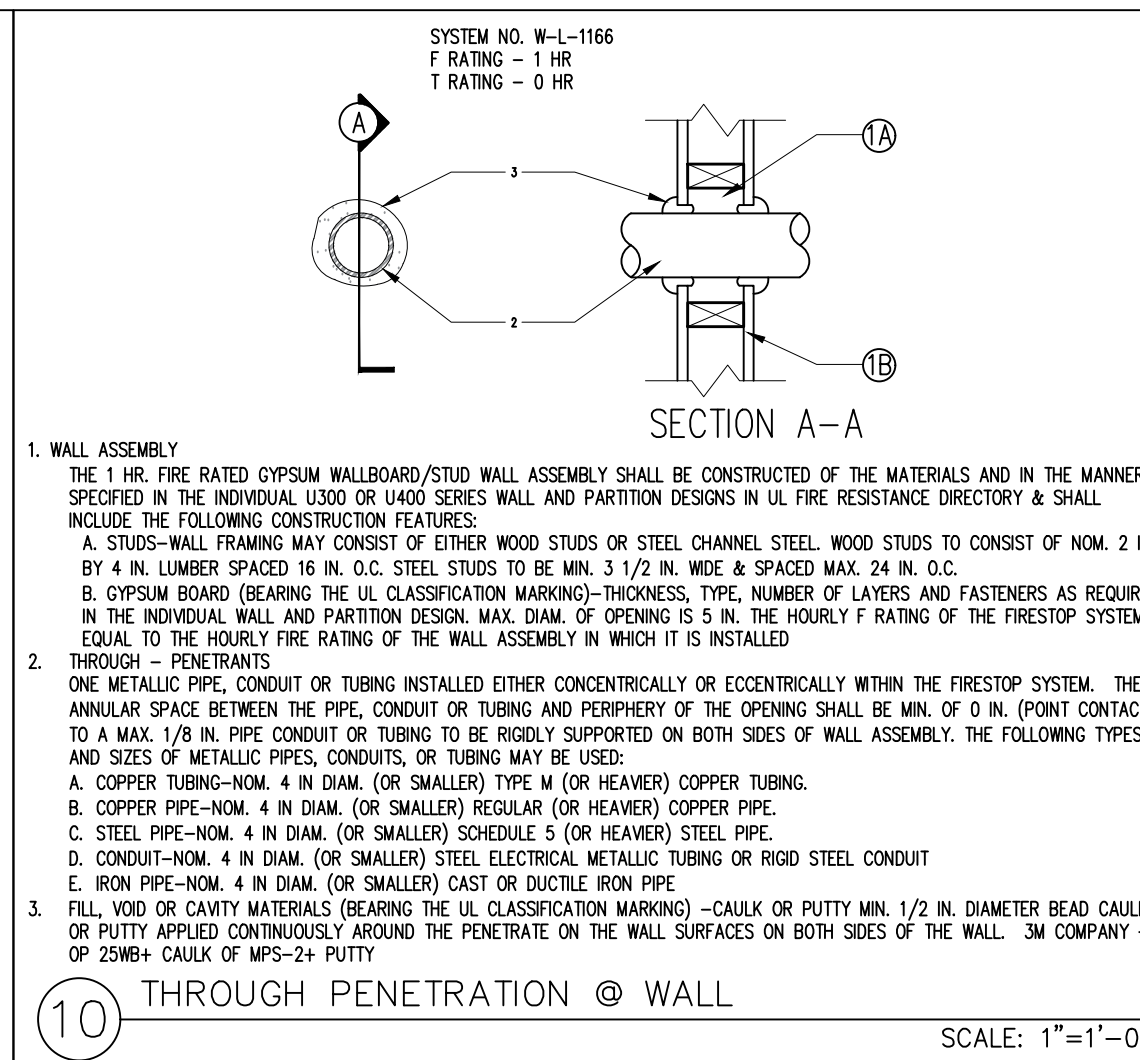 SYSTEM NO. W-L-1166
F RATING - 1 HR
T RATING - 0 HR
A
3
1A
2
1B
SECTION A-A
1. WALL ASSEMBLY
THE 1 HR. FIRE RATED GYPSUM WALLBOARD/STUD WALL ASSEMBLY SHALL BE CONSTRUCTED OF THE MATERIALS AND IN THE MANNER
SPECIFIED IN THE INDIVIDUAL U300 OR U400 SERIES WALL AND PARTITION DESIGNS IN UL FIRE RESISTANCE DIRECTORY & SHALL
INCLUDE THE FOLLOWING CONSTRUCTION FEATURES:
A. STUDS-WALL FRAMING MAY CONSIST OF EITHER WOOD STUDS OR STEEL CHANNEL STEEL. WOOD STUDS TO CONSIST OF NOM. 2
BY 4 IN. LUMBER SPACED 16 IN. O.C. STEEL STUDS TO BE MIN. 3 1/2 IN. WIDE & SPACED MAX. 24 IN. O.C.
B. GYPSUM BOARD (BEARING THE UL CLASSIFICATION MARKING)-THICKNESS, TYPE, NUMBER OF LAYERS AND FASTENERS AS REQUIR
IN THE INDIVIDUAL WALL AND PARTITION DESIGN. MAX. DIAM. OF OPENING IS 5 IN. THE HOURLY F RATING OF THE FIRESTOP SYSTEM
EQUAL TO THE HOURLY FIRE RATING OF THE WALL ASSEMBLY IN WHICH IT IS INSTALLED
2. THROUGH - PENETRANTS
ONE METALLIC PIPE, CONDUIT OR TUBING INSTALLED EITHER CONCENTRICALLY OR ECCENTRICALLY WITHIN THE FIRESTOP SYSTEM. THE
ANNULAR SPACE BETWEEN THE PIPE, CONDUIT OR TUBING AND PERIPHERY OF THE OPENING SHALL BE MIN. OF 0 IN. (POINT CONTAC
TO A MAX. 1/8 IN. PIPE CONDUIT OR TUBING TO BE RIGIDLY SUPPORTED ON BOTH SIDES OF WALL ASSEMBLY. THE FOLLOWING TYPES
AND SIZES OF METALLIC PIPES, CONDUITS, OR TUBING MAY BE USED:
A. COPPER TUBING-NOM. 4 IN DIAM. (OR SMALLER) TYPE M (OR HEAVIER) COPPER TUBING.
B. COPPER PIPE-NOM. 4 IN DIAM. (OR SMALLER) REGULAR (OR HEAVIER) COPPER PIPE.
C. STEEL PIPE-NOM. 4 IN DIAM. (OR SMALLER) SCHEDULE 5 (OR HEAVIER) STEEL PIPE.
D. CONDUIT-NOM. 4 IN DIAM. (OR SMALLER) STEEL ELECTRICAL METALLIC TUBING OR RIGID STEEL CONDUIT
E. IRON PIPE-NOM. 4 IN DIAM. (OR SMALLER) CAST OR DUCTILE IRON PIPE
3. FILL, VOID OR CAVITY MATERIALS (BEARING THE UL CLASSIFICATION MARKING) -CAULK OR PUTTY MIN. 1/2 IN. DIAMETER BEAD CAUL
OR PUTTY APPLIED CONTINUOUSLY AROUND THE PENETRATE ON THE WALL SURFACES ON BOTH SIDES OF THE WALL. 3M COMPANY -
OP 25WB+ CAULK OF MPS-2+ PUTTY
10 THROUGH PENETRATION @ WALL
SCALE: 1"=1'-0